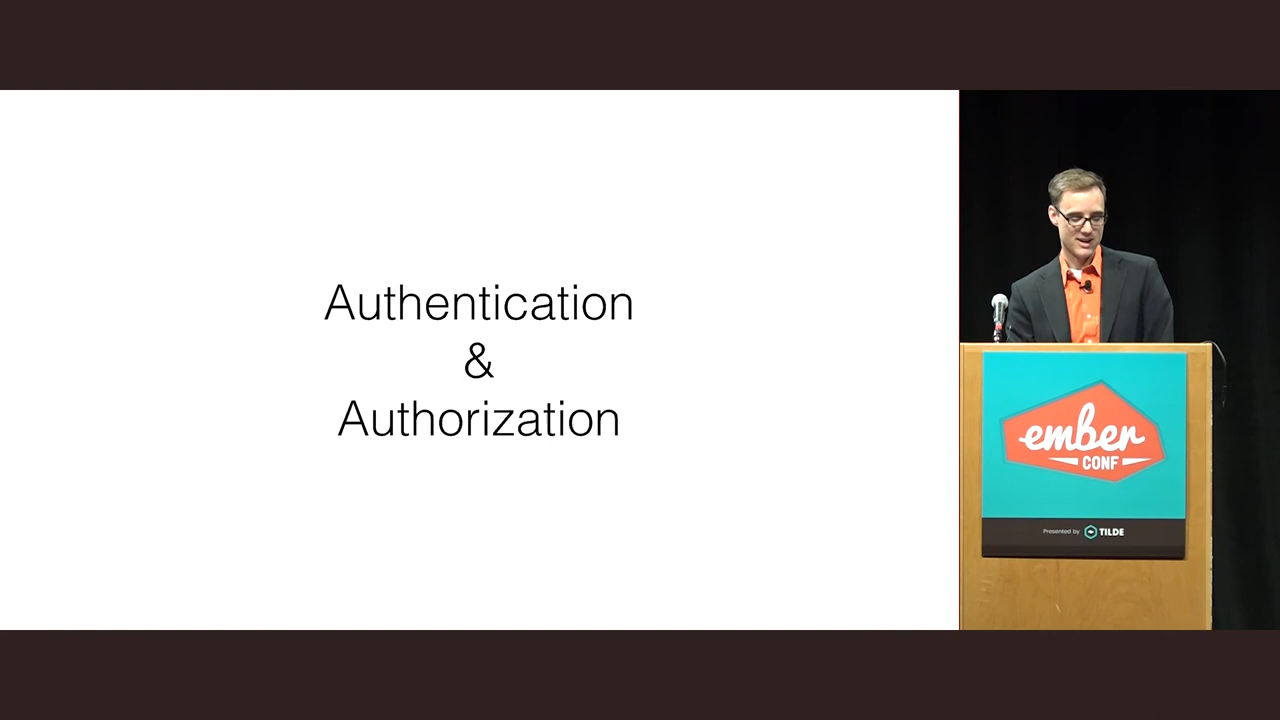 Authentication
&
Authorization
ember
CONF
Presented by TILDE